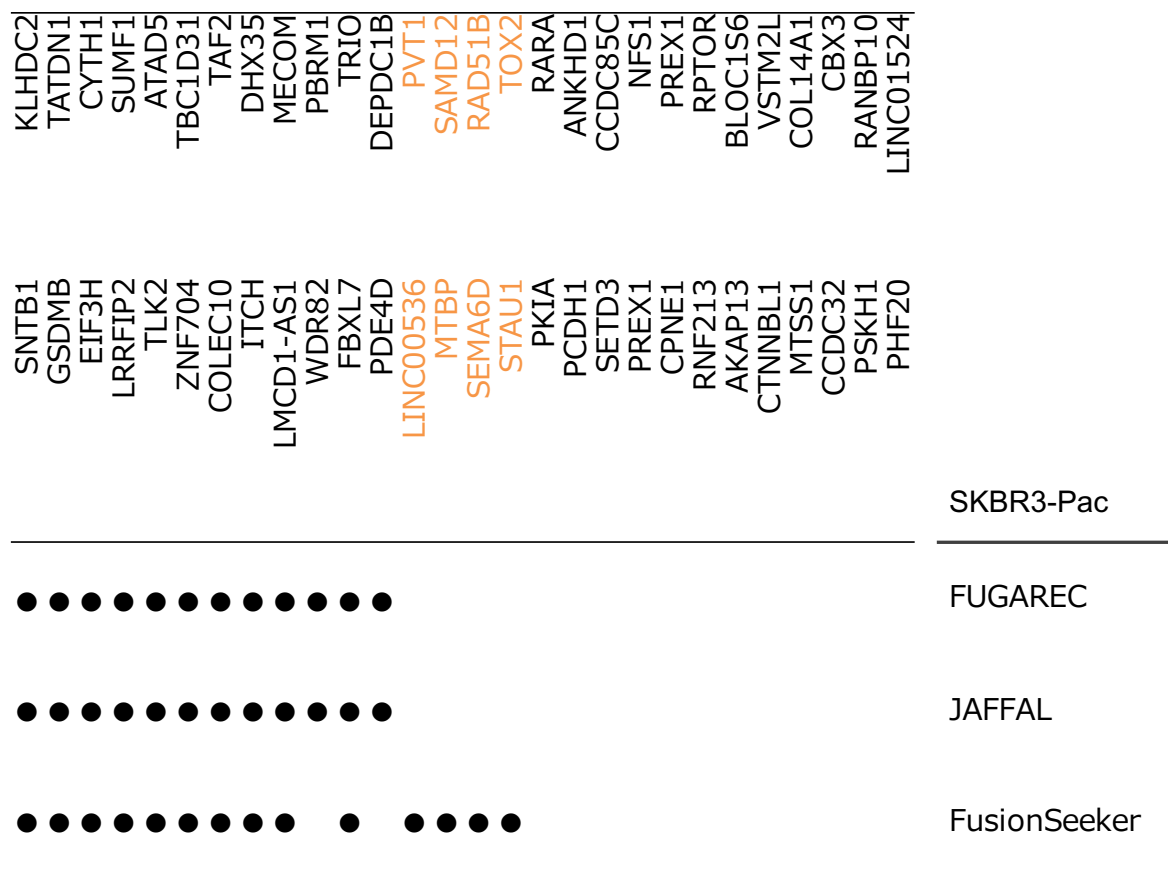 KLHDC2
TATDN1
CYTH1
SUMF1
ATAD5
TBC1D31
TAF2
DHX35
MECOM
PBRM1
TRIO
DEPDC1B
PVT1
SAMD12
RAD51B
TOX2
RARA
ANKHD1
CCDC85C
NFS1
PREX1
RPTOR
BLOC1S6
VSTM2L
COL14A1
CBX3
RANBP10
LINC01524
SNTB1
GSDMB
EIF3H
LRRFIP2
TLK2
ZNF704
COLEC10
ITCH
LMCD1-AS1
WDR82
FBXL7
PDE4D
LINC00536
MTBP
SEMA6D
STAU1
PKIA
PCDH1
SETD3
PREX1
CPNE1
RNF213
AKAP13
CTNNBL1
MTSS1
CCDC32
PSKH1
PHF20
SKBR3-Pac
FUGAREC
JAFFAL
FusionSeeker